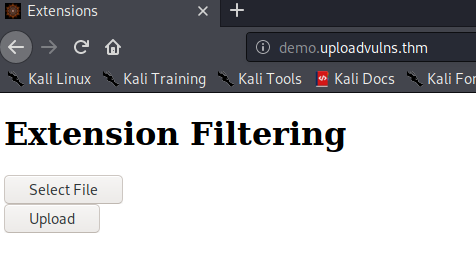 Extensions
demo.uploadvulns.thm
Kali Linux Kali Training Kali Tools Kali Docs Kali For
Extension Filtering
Select File
Upload